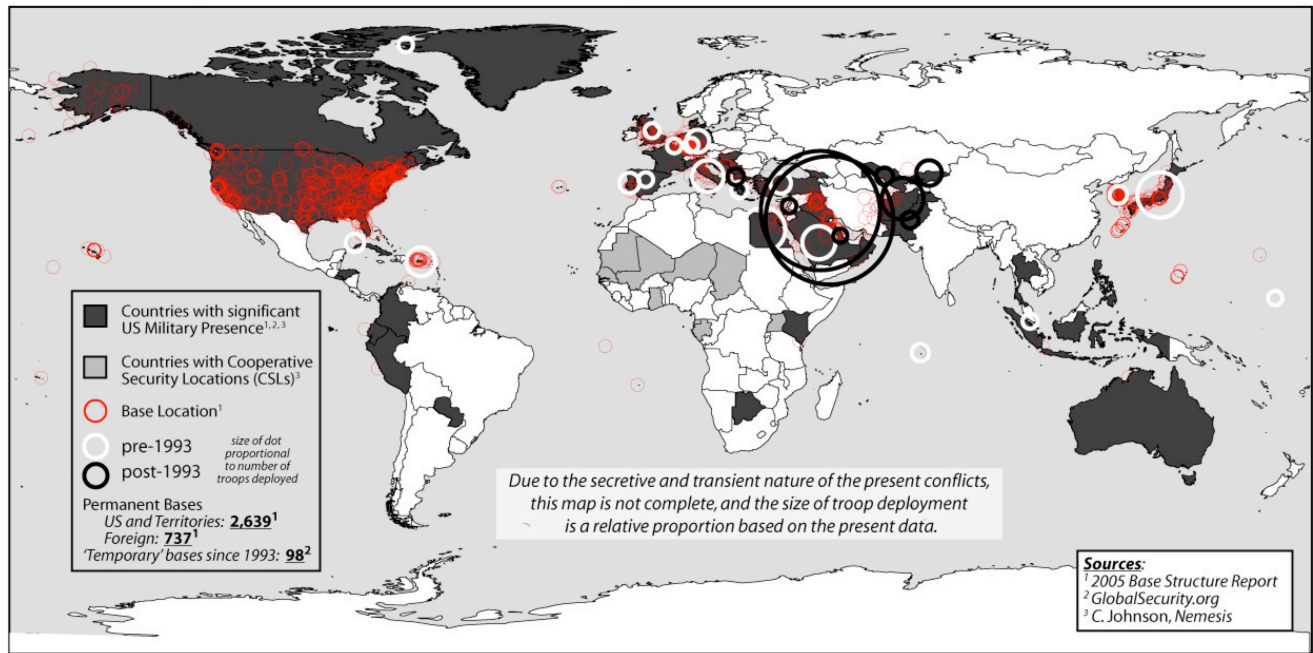 Countries with significant
US Military Presence1,2,3
Countries with Cooperative
Security Locations (CSLs)3
Base Location1
pre-1993
post-1993
size of dot
proportional
to number of
troops deployed
Permanent Bases
US and Territories: 2,6391
Foreign: 7371
'Temporary' bases since 1993: 982
Due to the secretive and transient nature of the present conflicts,
this map is not complete, and the size of troop deployment
is a relative proportion based on the present data.
Sources:
1 2005 Base Structure Report
2 GlobalSecurity.org
3 C. Johnson, Nemesis